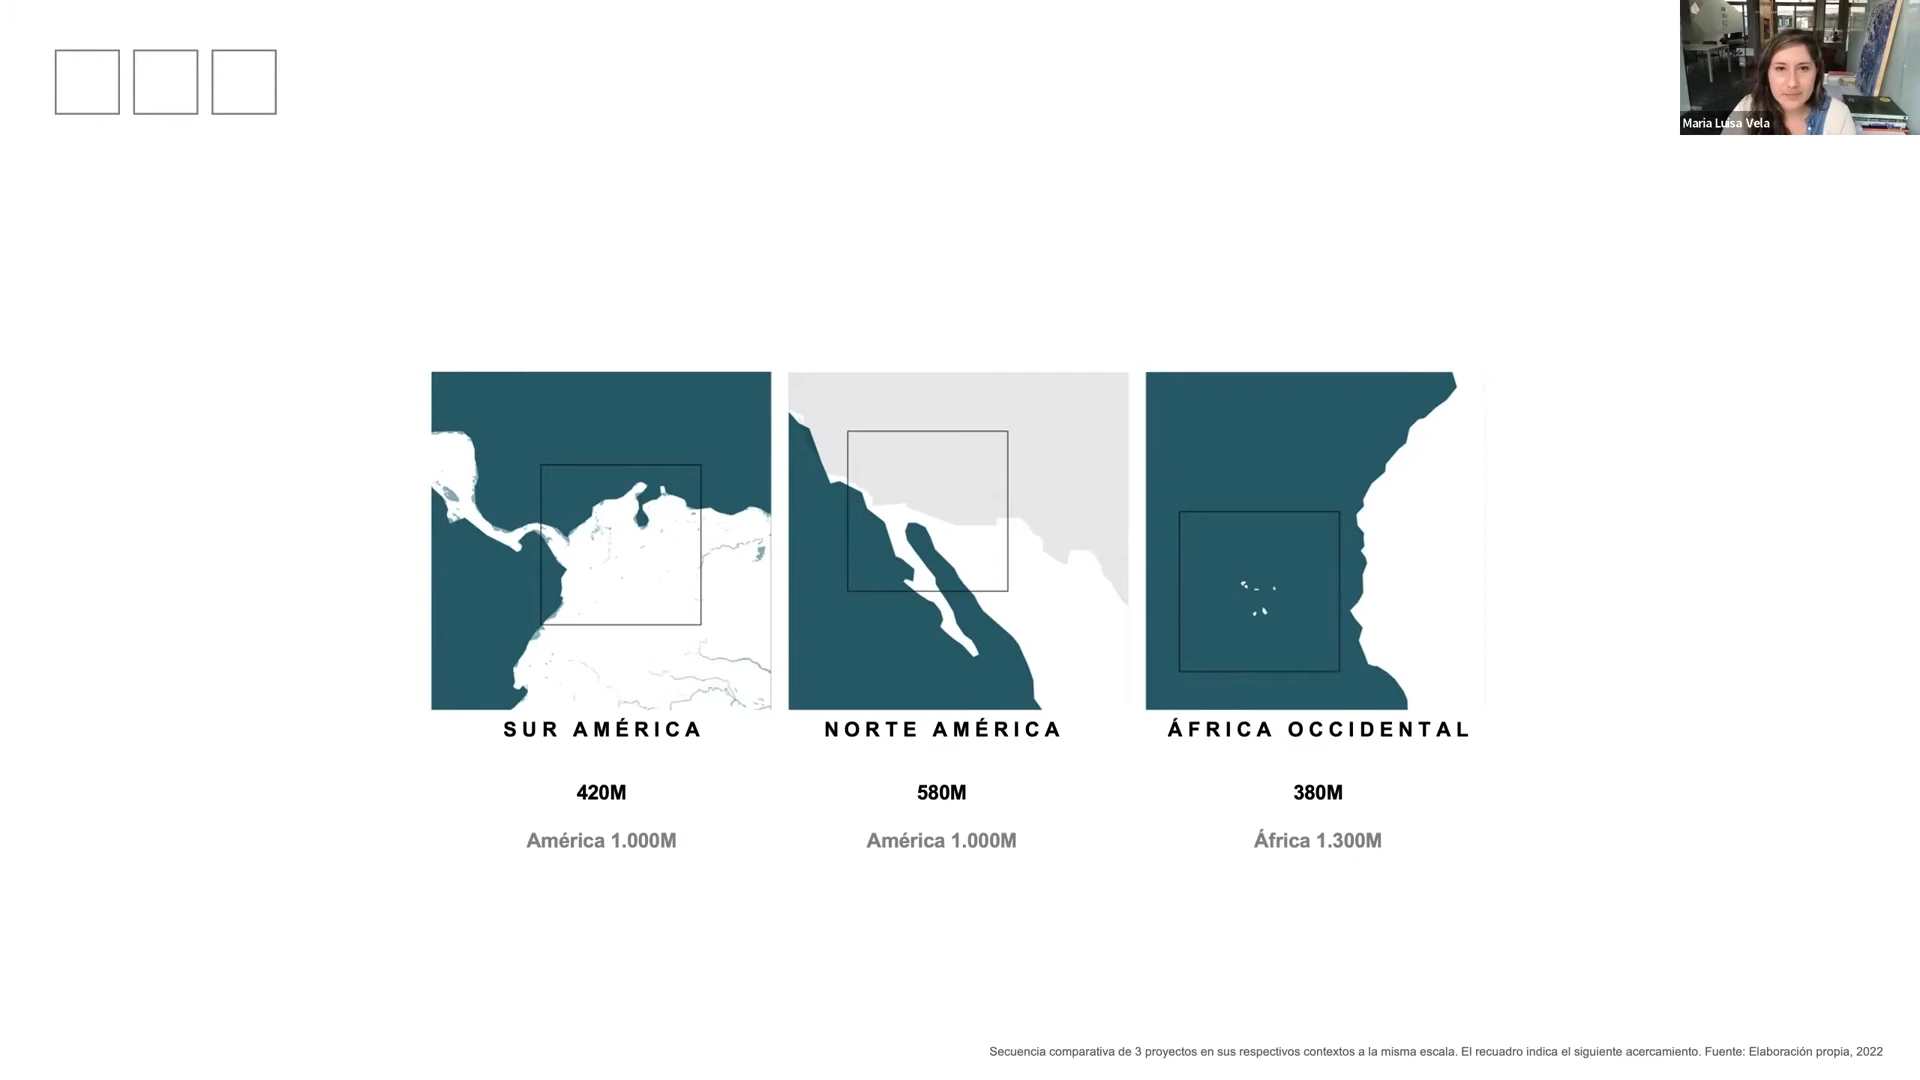 Maria Luisa Vela
SUR AMÉRICA
NORTE AMÉRICA
ÁFRICA OCCIDENTAL
420M
580M
380M
América 1.000M
América 1.000M
África 1.300M
Secuencia comparativa de 3 proyectos en sus respectivos contextos a la misma escala. El recuadro indica el siguiente acercamiento. Fuente: Elaboración propia, 2022